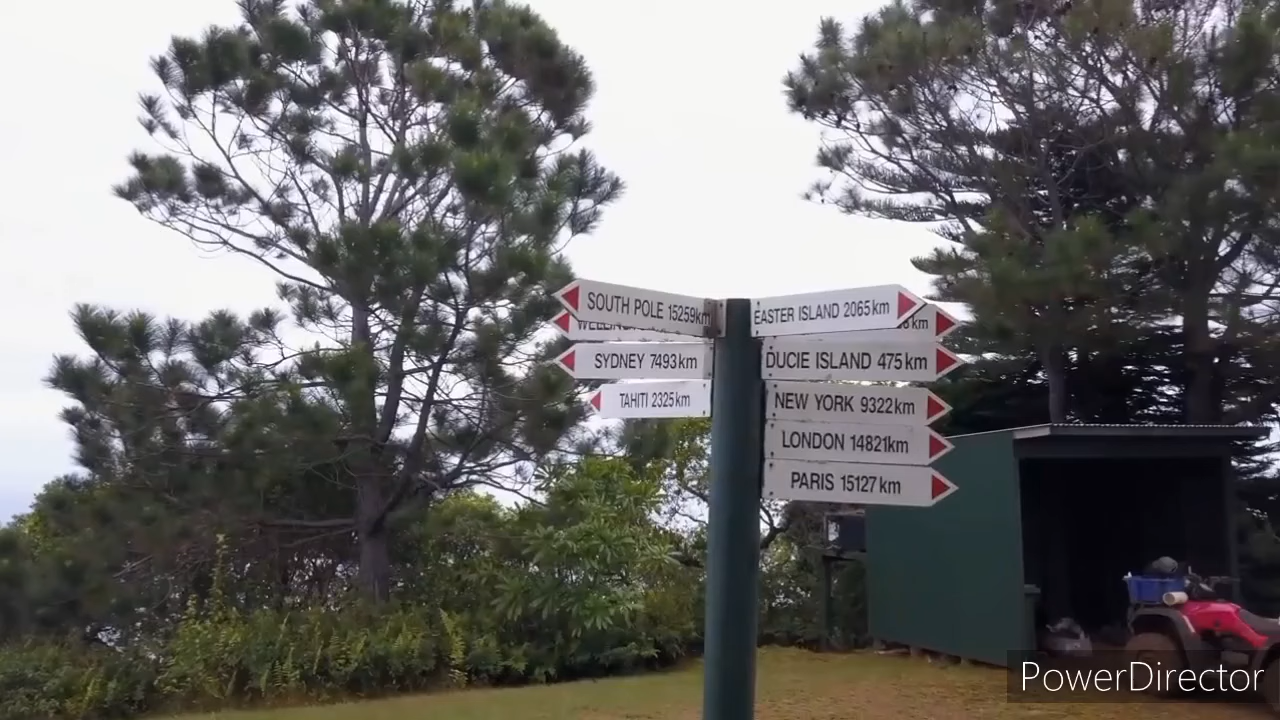 SOUTH POLE 15259km
SYDNEY 7493km
TAHITI 2325km
EASTER ISLAND 2065km
km
DUCIE ISLAND 475km
NEW YORK 9322km
LONDON 14821km
PARIS 15127km
PowerDirector